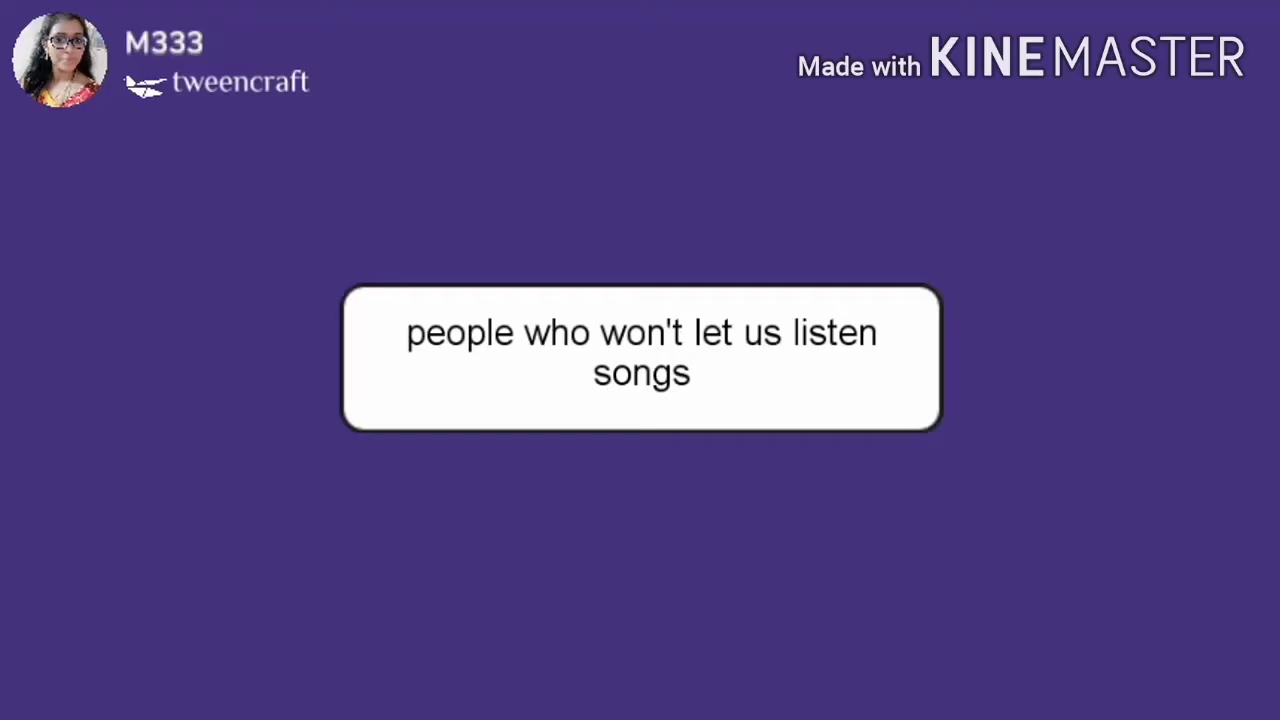 M333
tweencraft
Made with KINEMASTER
people who won't let us listen
songs